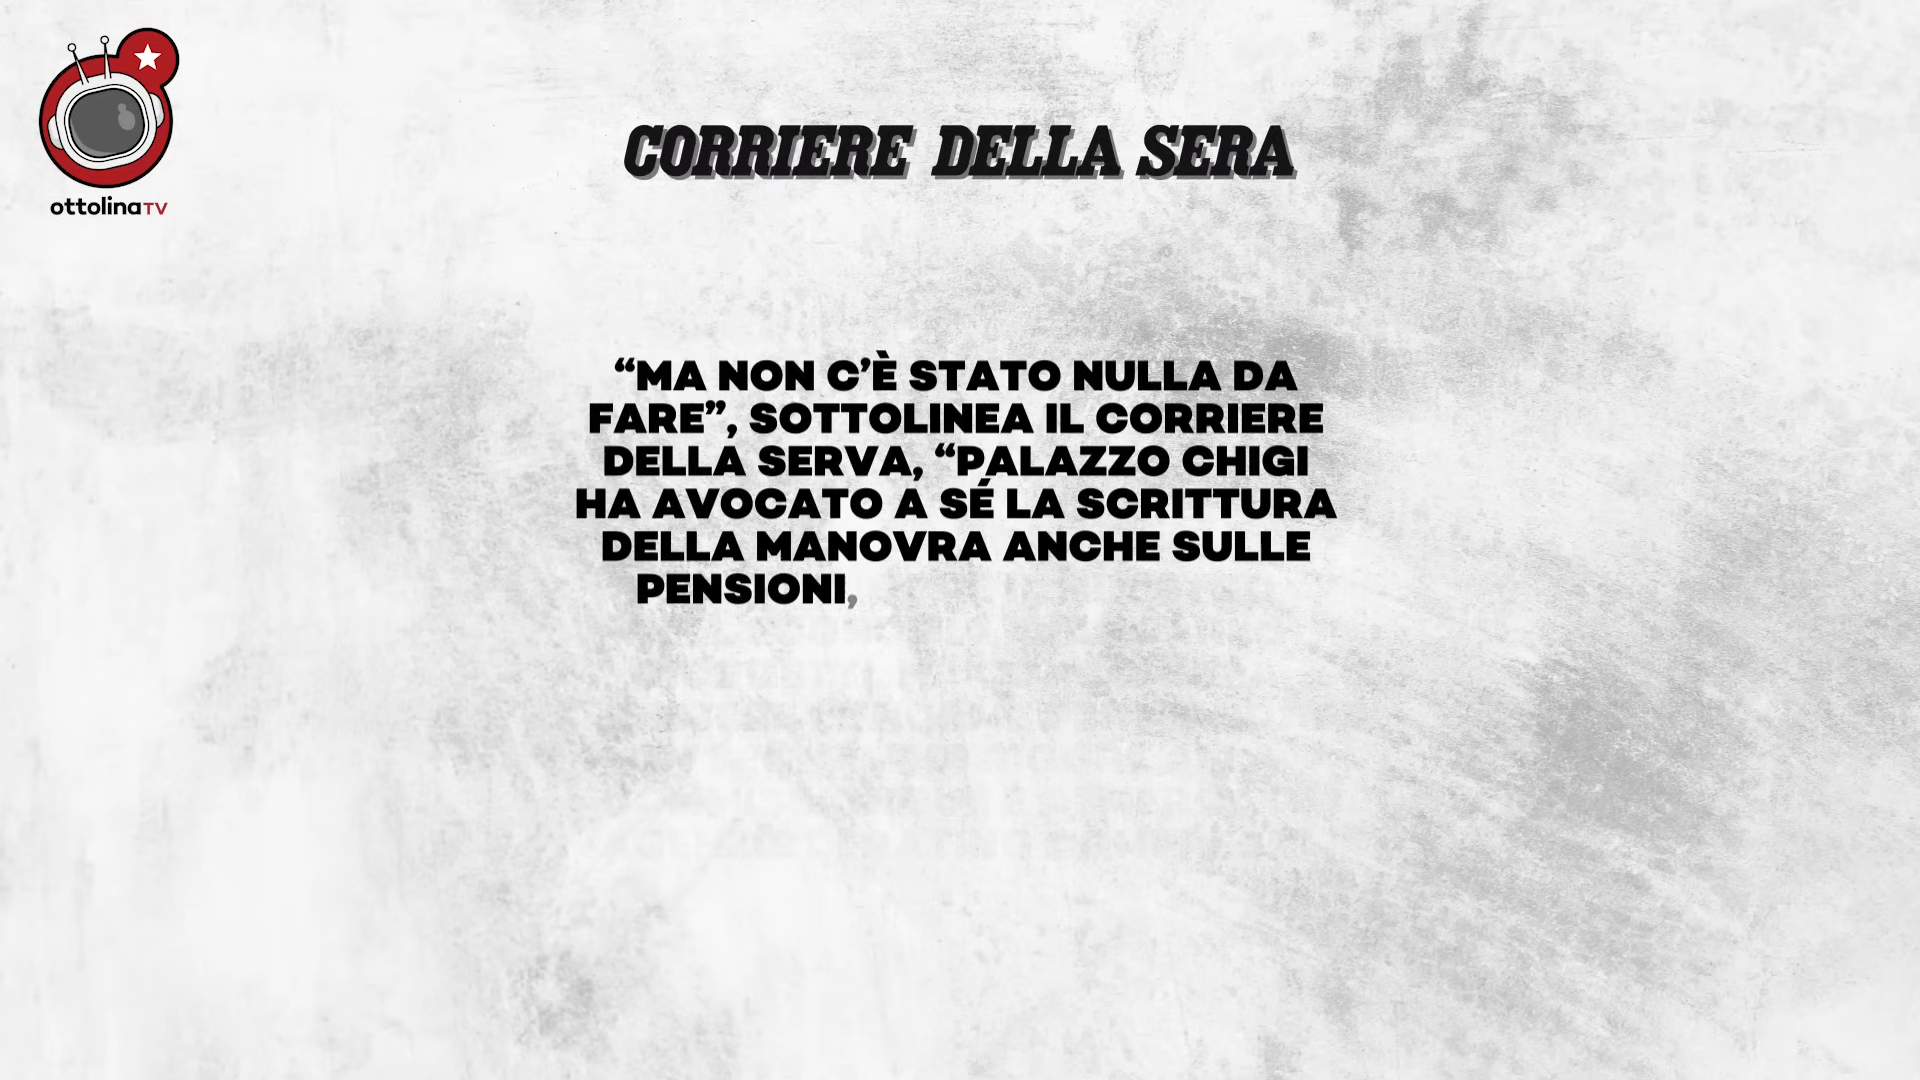 ottolinaTV
CORRIERE DELLA SERA
“MA NON C’È STATO NULLA DA
FARE”, SOTTOLINEA IL CORRIERE
DELLA SERVA, “PALAZZO CHIGI
HA AVOCATO A SÉ LA SCRITTURA
DELLA MANOVRA ANCHE SULLE
PENSIONI,